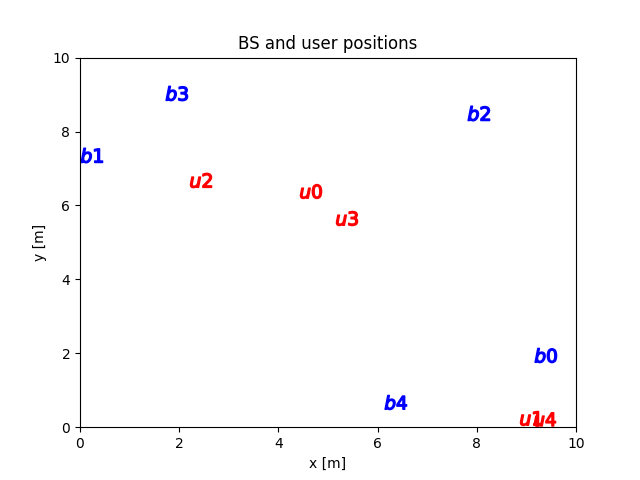 BS and user positions
10
8
6
4
2
0
y [m]
b3
b2
b1
u2
u0
u3
b0
b4
u1
u4
0 2 4 6 8 10
x [m]